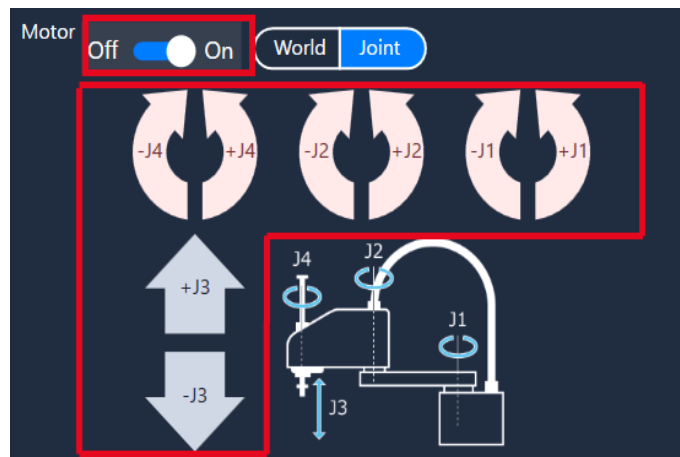 Motor
Off On World Joint
-J4 +J4 -J2 +J2 -J1 +J1
+J3
-J3
J4 J2
J1
J3